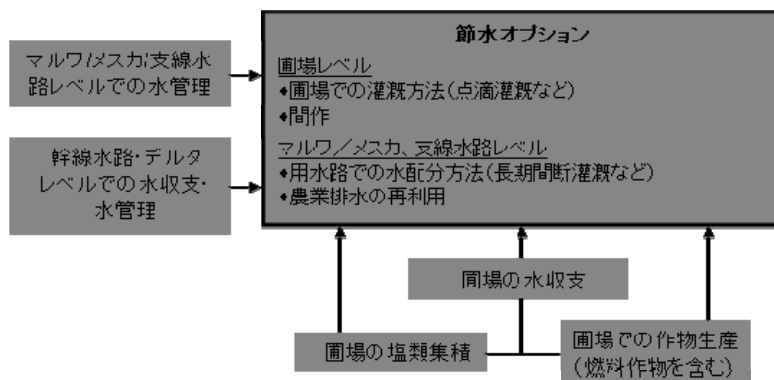 節水オプション
圃場レベル
◆圃場での灌漑方法(点滴灌漑など)
◆間作
マルワ/メスカ、支線水路レベル
◆用水路での水配分方法(長期間断灌漑など)
◆農業排水の再利用
マルワ/メスカ/支線水
路レベルでの水管理
幹線水路・デルタ
レベルでの水収支・
水管理
圃場の水収支
圃場の塩類集積
圃場での作物生産
(燃料作物を含む)